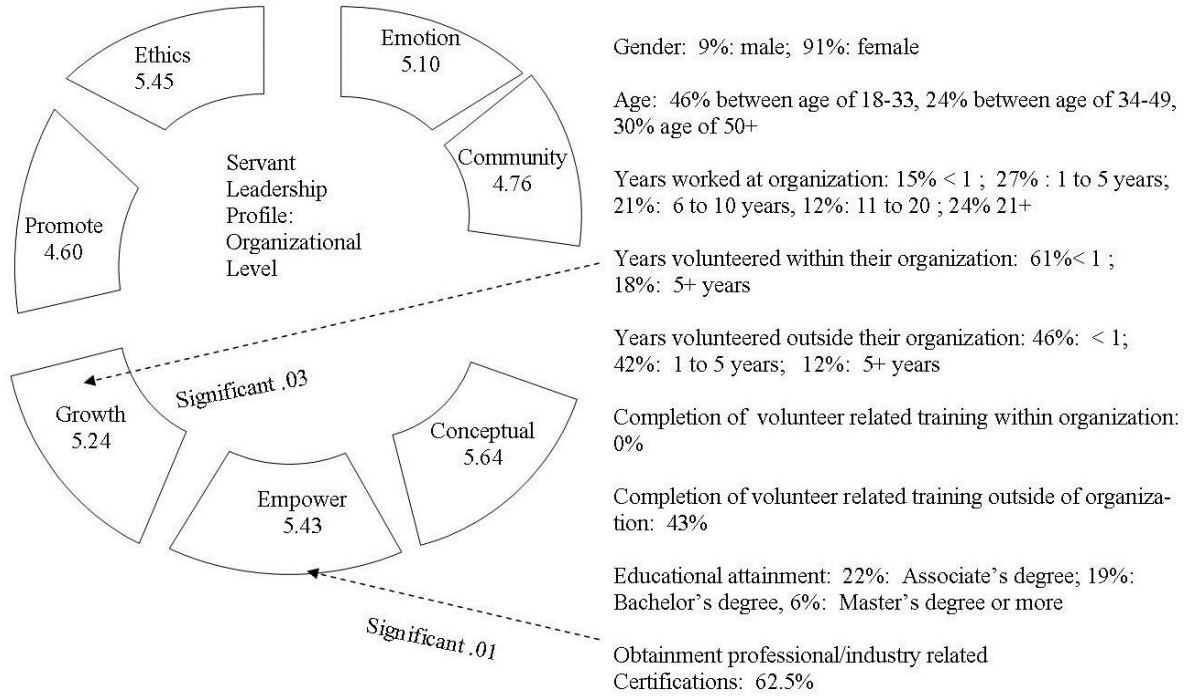 Ethics
5.45
Emotion
5.10
Community
4.76
Servant
Leadership
Profile:
Organizational
Level
Promote
4.60
Growth
5.24
Significant .03
Conceptual
5.64
Empower
5.43
Significant .01
Gender: 9%: male; 91%: female
Age: 46% between age of 18-33, 24% between age of 34-49,
30% age of 50+
Years worked at organization: 15% < 1 ; 27% : 1 to 5 years;
21%: 6 to 10 years, 12%: 11 to 20 ; 24% 21+
Years volunteered within their organization: 61%< 1 ;
18%: 5+ years
Years volunteered outside their organization: 46%: < 1;
42%: 1 to 5 years; 12%: 5+ years
Completion of volunteer related training within organization:
0%
Completion of volunteer related training outside of organiza-
tion: 43%
Educational attainment: 22%: Associate’s degree; 19%:
Bachelor’s degree, 6%: Master’s degree or more
Obtainment professional/industry related
Certifications: 62.5%